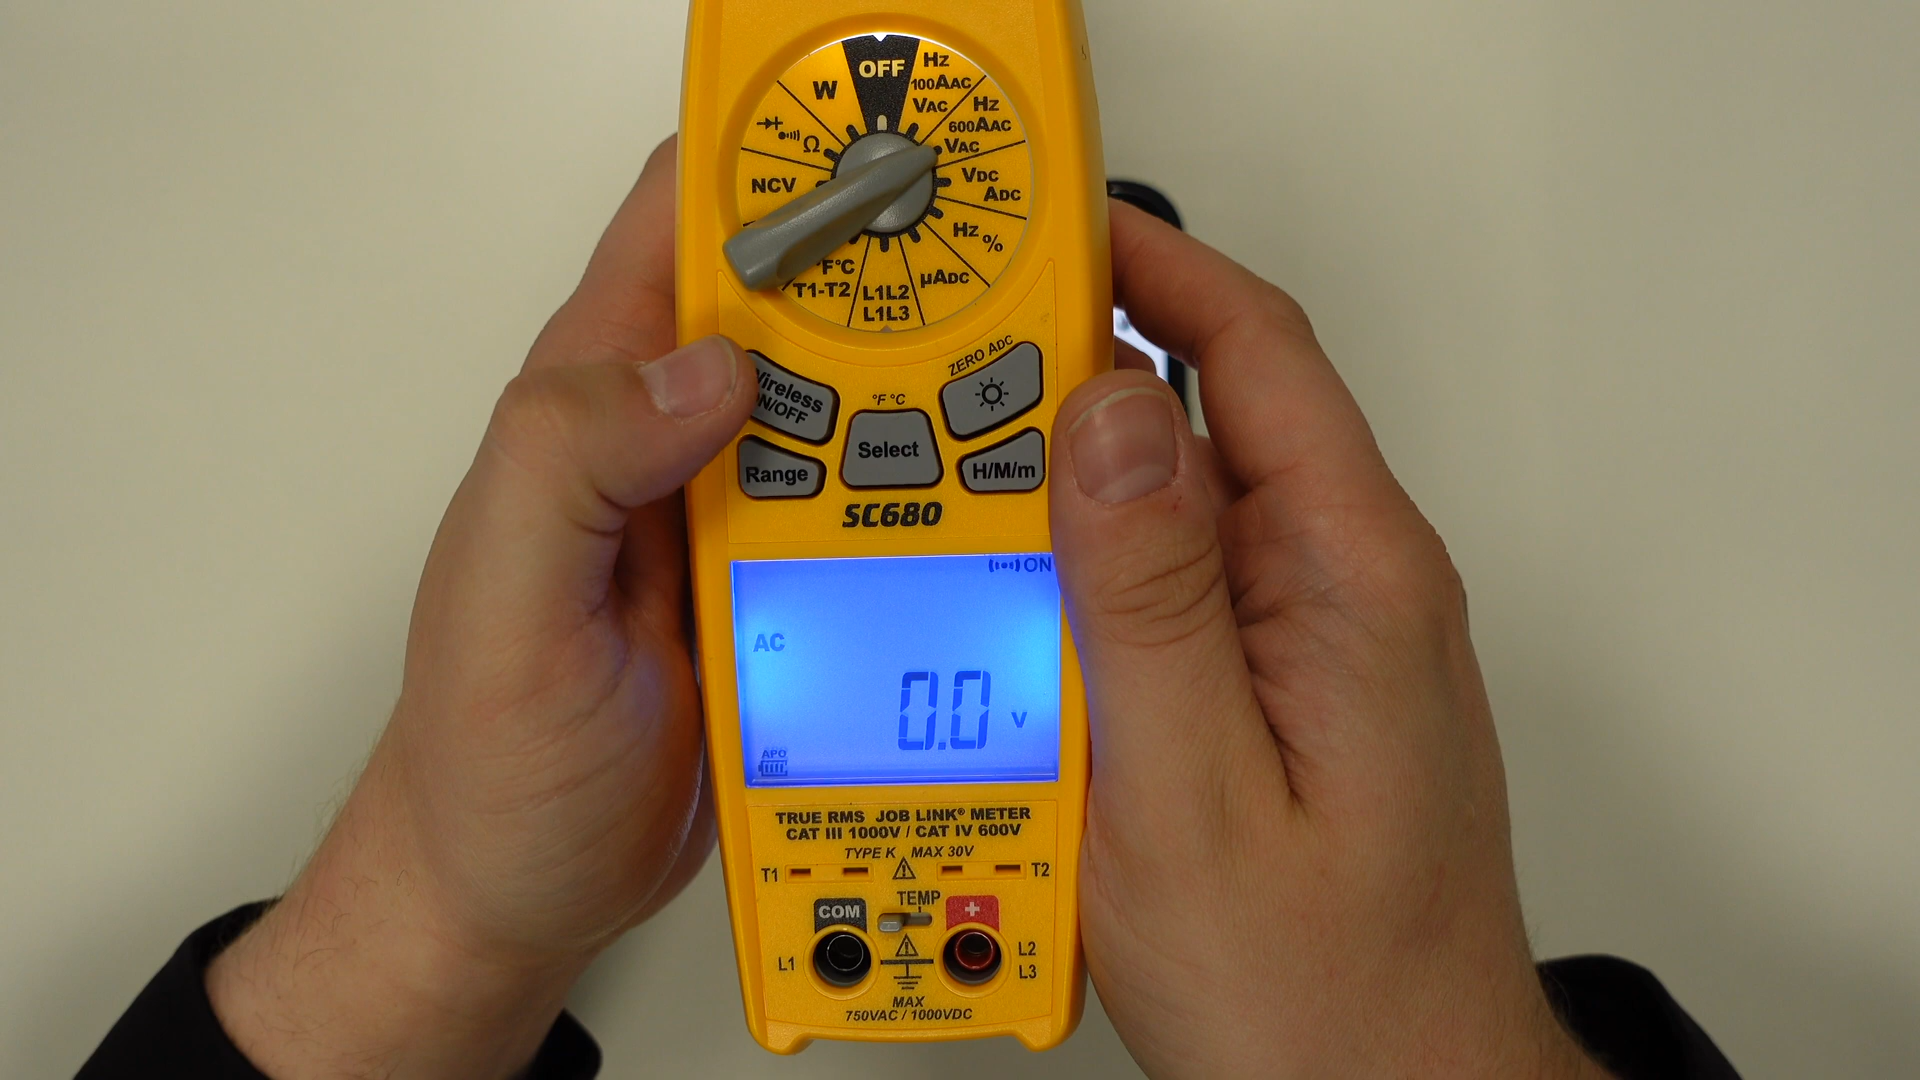 OFF
W
Hz
100AAC
VAC
Hz
600AAC
VAC
Ω
NCV
VDC
ADC
Hz %
°F°C
T1-T2
L1L2
L1L3
µADC
ZERO ADC
Wireless
ON/OFF
°F °C
Select
Range
H/M/m
SC680
ON
AC
0.0 V
APO
TRUE RMS JOB LINK® METER
CAT III 1000V / CAT IV 600V
TYPE K MAX 30V
T1
T2
TEMP
COM
+
L1
L2
L3
MAX
750VAC / 1000VDC